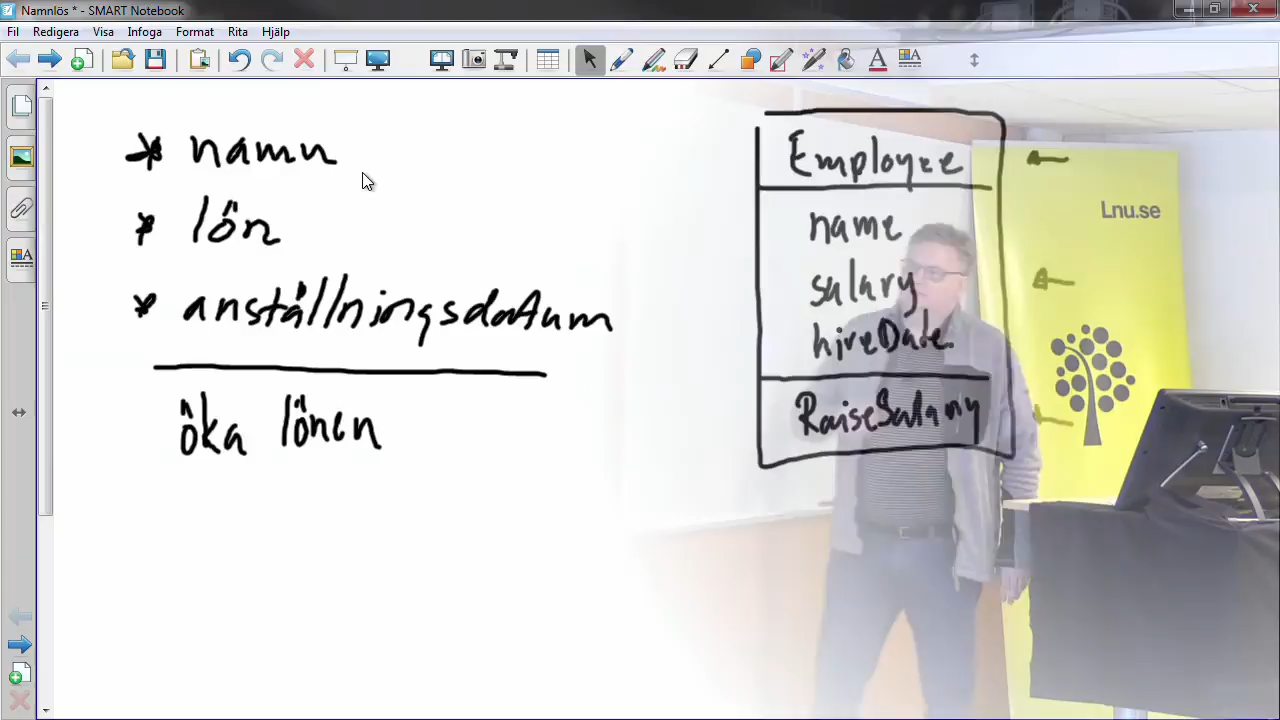 Namnlös * - SMART Notebook
Fil Redigera Visa Infoga Format Rita Hjälp
* namn
* lön
* anställningsdatum
öka lönen
Employee
name
salary
hireDate
RaiseSalary
Lnu.se